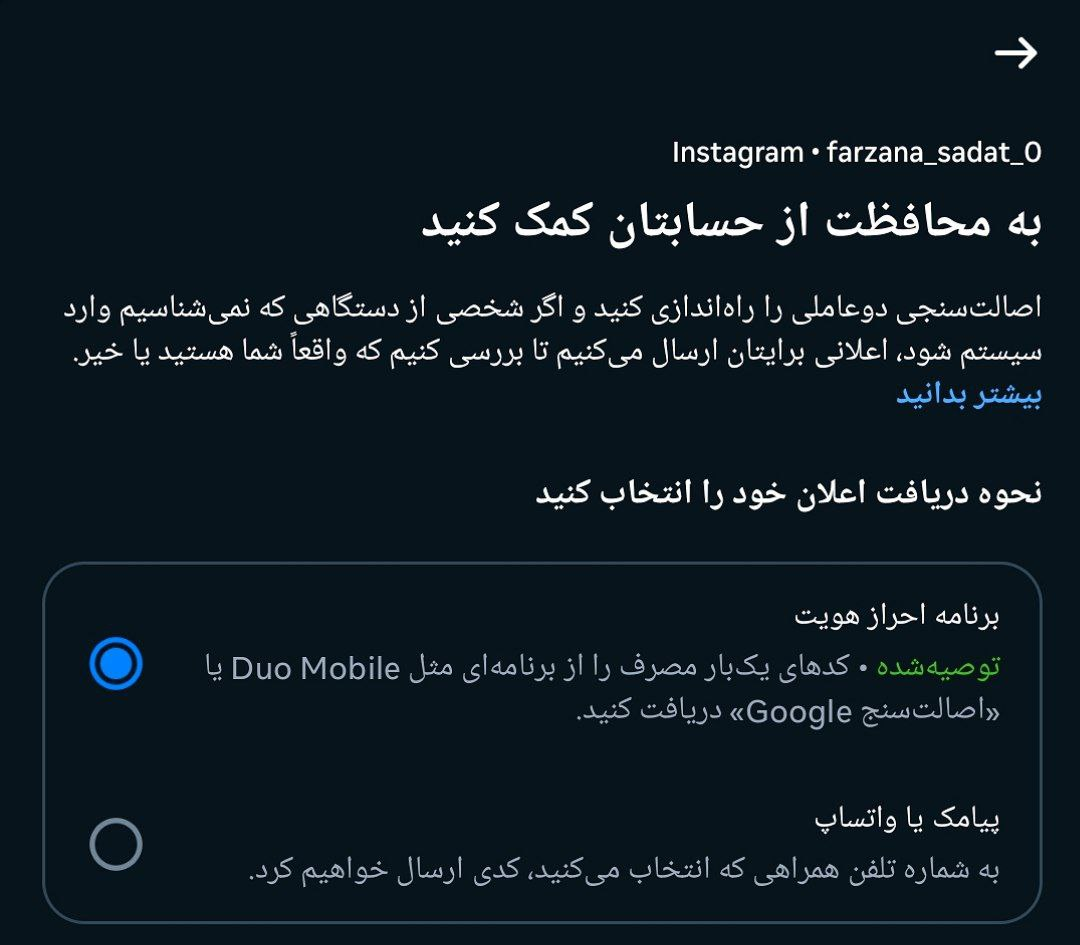 Instagram • farzana_sadat_0
به محافظت از حسابتان کمک کنید
اصالت‌سنجی دوعاملی را راه‌اندازی کنید و اگر شخصی از دستگاهی که نمی‌شناسیم وارد
سیستم شود، اعلانی برایتان ارسال می‌کنیم تا بررسی کنیم که واقعاً شما هستید یا خیر.
بیشتر بدانید
نحوه دریافت اعلان خود را انتخاب کنید
برنامه احراز هویت
توصیه‌شده • کدهای یک‌بار مصرف را از برنامه‌ای مثل Duo Mobile یا
«اصالت‌سنج Google» دریافت کنید.
پیامک یا واتساپ
به شماره تلفن همراهی که انتخاب می‌کنید، کدی ارسال خواهیم کرد.